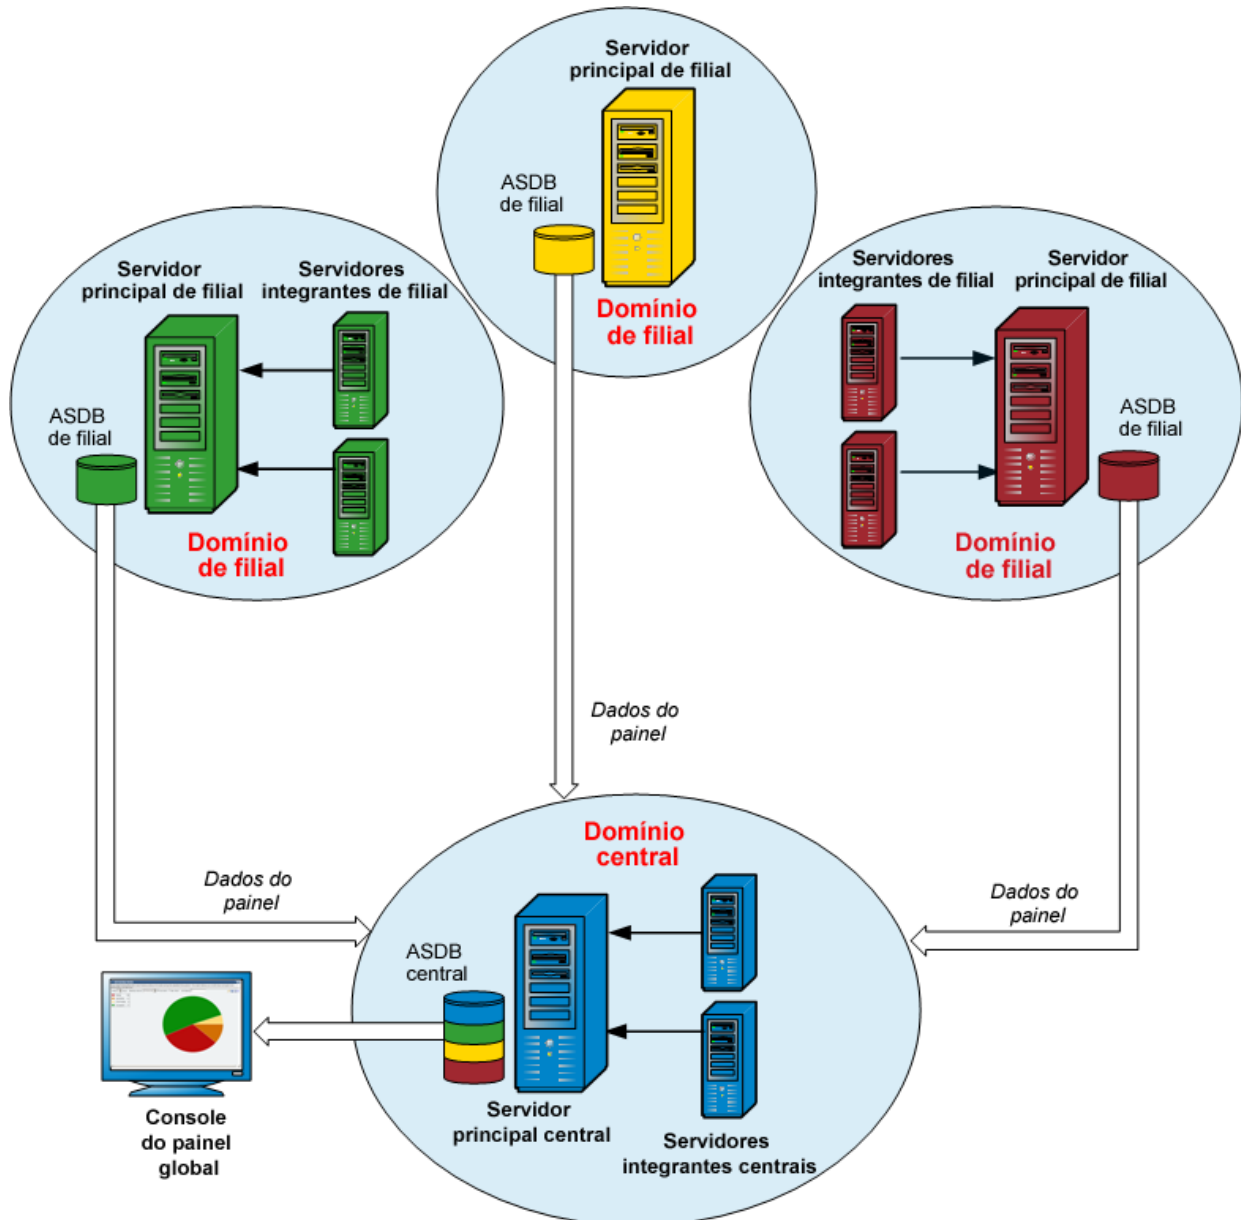 Servidor
principal de filial
ASDB
de filial
Domínio
de filial
Servidor
principal de filial
Servidores
integrantes de filial
ASDB
de filial
Domínio
de filial
Servidores
integrantes de filial
Servidor
principal de filial
ASDB
de filial
Domínio
de filial
Dados do
painel
Dados do
painel
Dados do
painel
Domínio
central
ASDB
central
Servidor
principal central
Servidores
integrantes centrais
Console
do painel
global